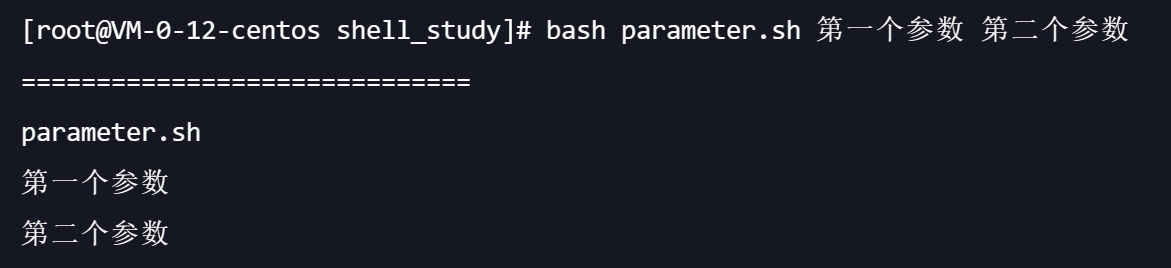 [root@VM-0-12-centos shell_study]# bash parameter.sh 第一个参数 第二个参数
==============================
parameter.sh
第一个参数
第二个参数